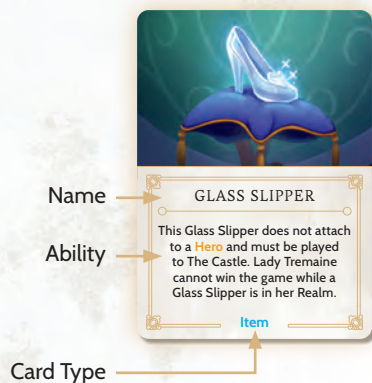 Name
GLASS SLIPPER
Ability
This Glass Slipper does not attach
to a Hero and must be played
to The Castle. Lady Tremaine
cannot win the game while a
Glass Slipper is in her Realm.
Item
Card Type